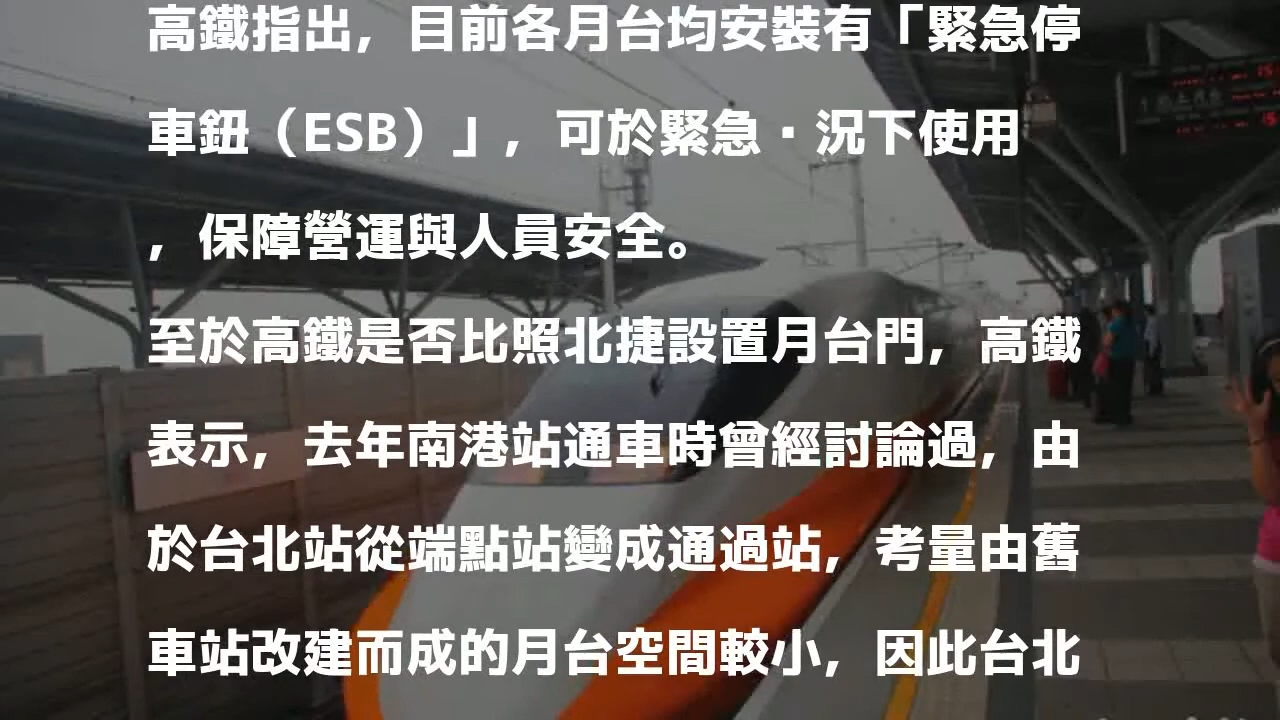 高鐵指出，目前各月台均安裝有「緊急停
車鈕（ESB）」，可於緊急·況下使用
，保障營運與人員安全。
至於高鐵是否比照北捷設置月台門，高鐵
表示，去年南港站通車時曾經討論過，由
於台北站從端點站變成通過站，考量由舊
車站改建而成的月台空間較小，因此台北